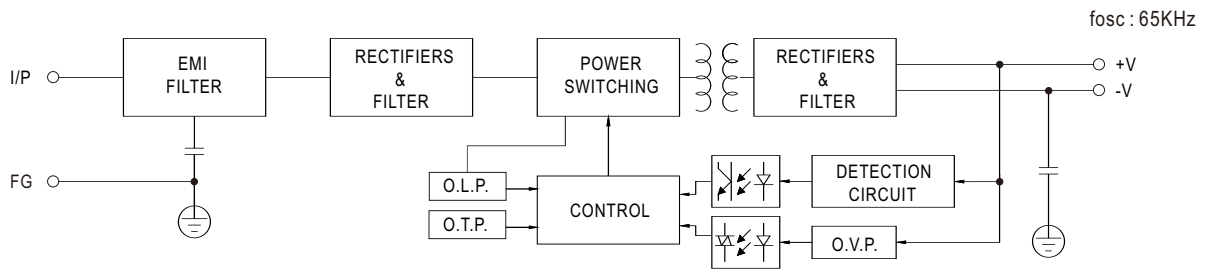 fosc : 65KHz
I/P
EMI
FILTER
RECTIFIERS
&
FILTER
POWER
SWITCHING
RECTIFIERS
&
FILTER
+V
-V
FG
O.L.P.
O.T.P.
CONTROL
DETECTION
CIRCUIT
O.V.P.